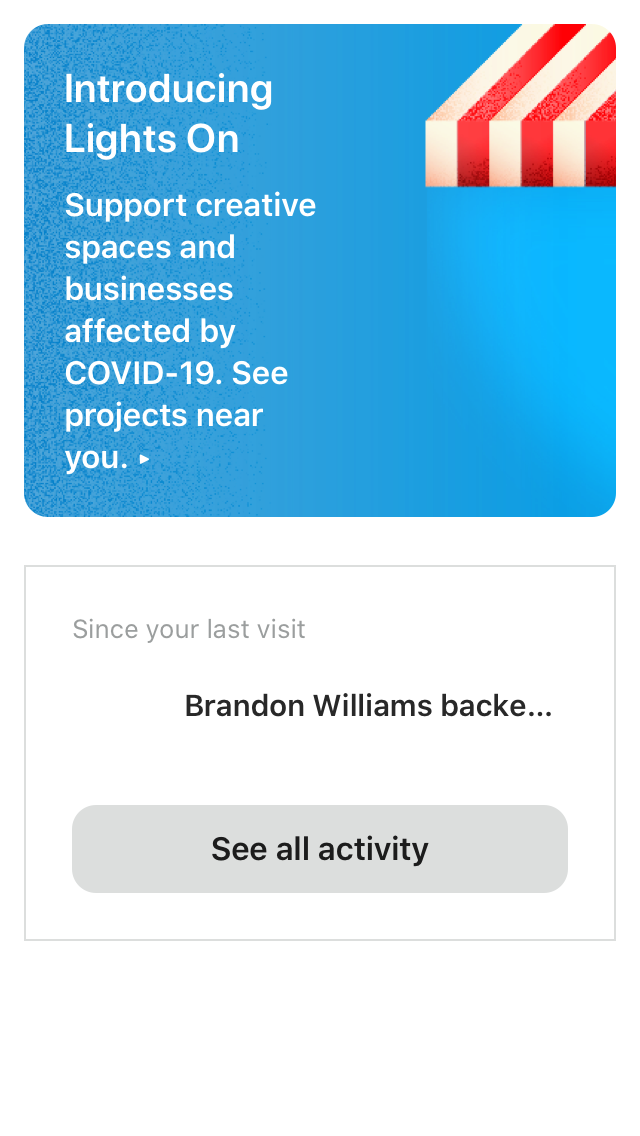 Introducing
Lights On
Support creative
spaces and
businesses
affected by
COVID-19. See
projects near
you. ▸
Since your last visit
Brandon Williams backe...
See all activity